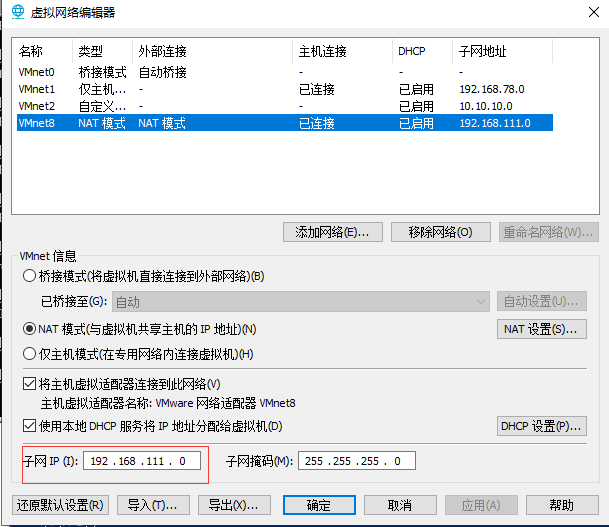 虚拟网络编辑器
名称 类型 外部连接 主机连接 DHCP 子网地址
VMnet0 桥接模式 自动桥接 - - -
VMnet1 仅主机... - 已连接 已启用 192.168.78.0
VMnet2 自定义... - - 已启用 10.10.10.0
VMnet8 NAT 模式 NAT 模式 已连接 已启用 192.168.111.0
添加网络(E)... 移除网络(O) 重命名网络(W)...
VMnet 信息
桥接模式(将虚拟机直接连接到外部网络)(B)
已桥接至(G): 自动 自动设置(U)...
NAT 模式(与虚拟机共享主机的 IP 地址)(N) NAT 设置(S)...
仅主机模式(在专用网络内连接虚拟机)(H)
将主机虚拟适配器连接到此网络(V)
主机虚拟适配器名称: VMware 网络适配器 VMnet8
使用本地 DHCP 服务将 IP 地址分配给虚拟机(D) DHCP 设置(P)...
子网 IP (I): 192 .168 .111 . 0 子网掩码(M): 255 .255 .255 . 0
还原默认设置(R) 导入(T)... 导出(X)... 确定 取消 应用(A) 帮助